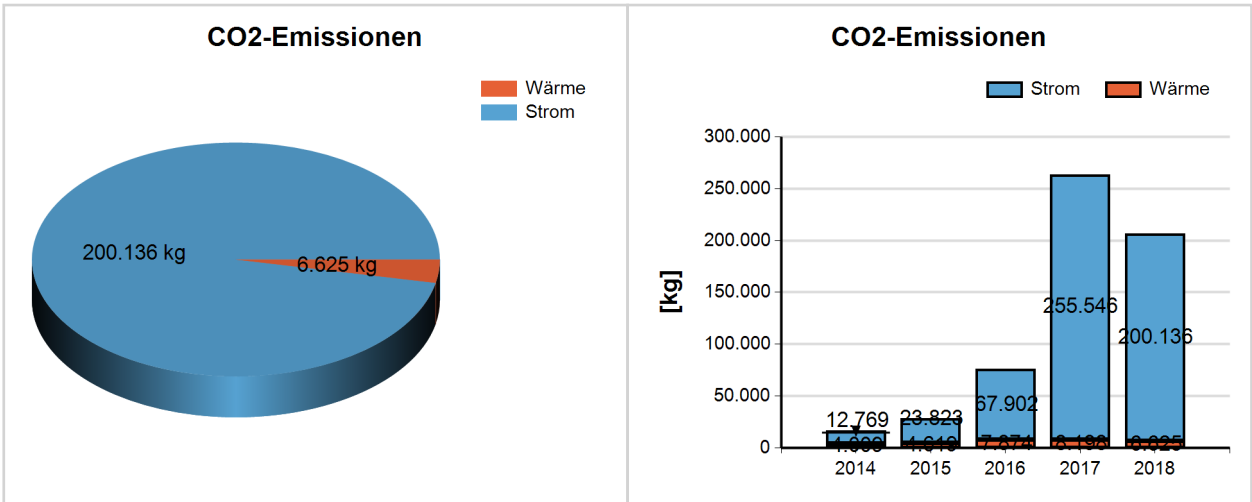 CO2-Emissionen
Wärme
Strom
200.136 kg
6.625 kg
CO2-Emissionen
Strom
Wärme
[kg]
300.000
250.000
200.000
150.000
100.000
50.000
0
12.769
23.823
67.902
255.546
200.136
2014
2015
2016
2017
2018